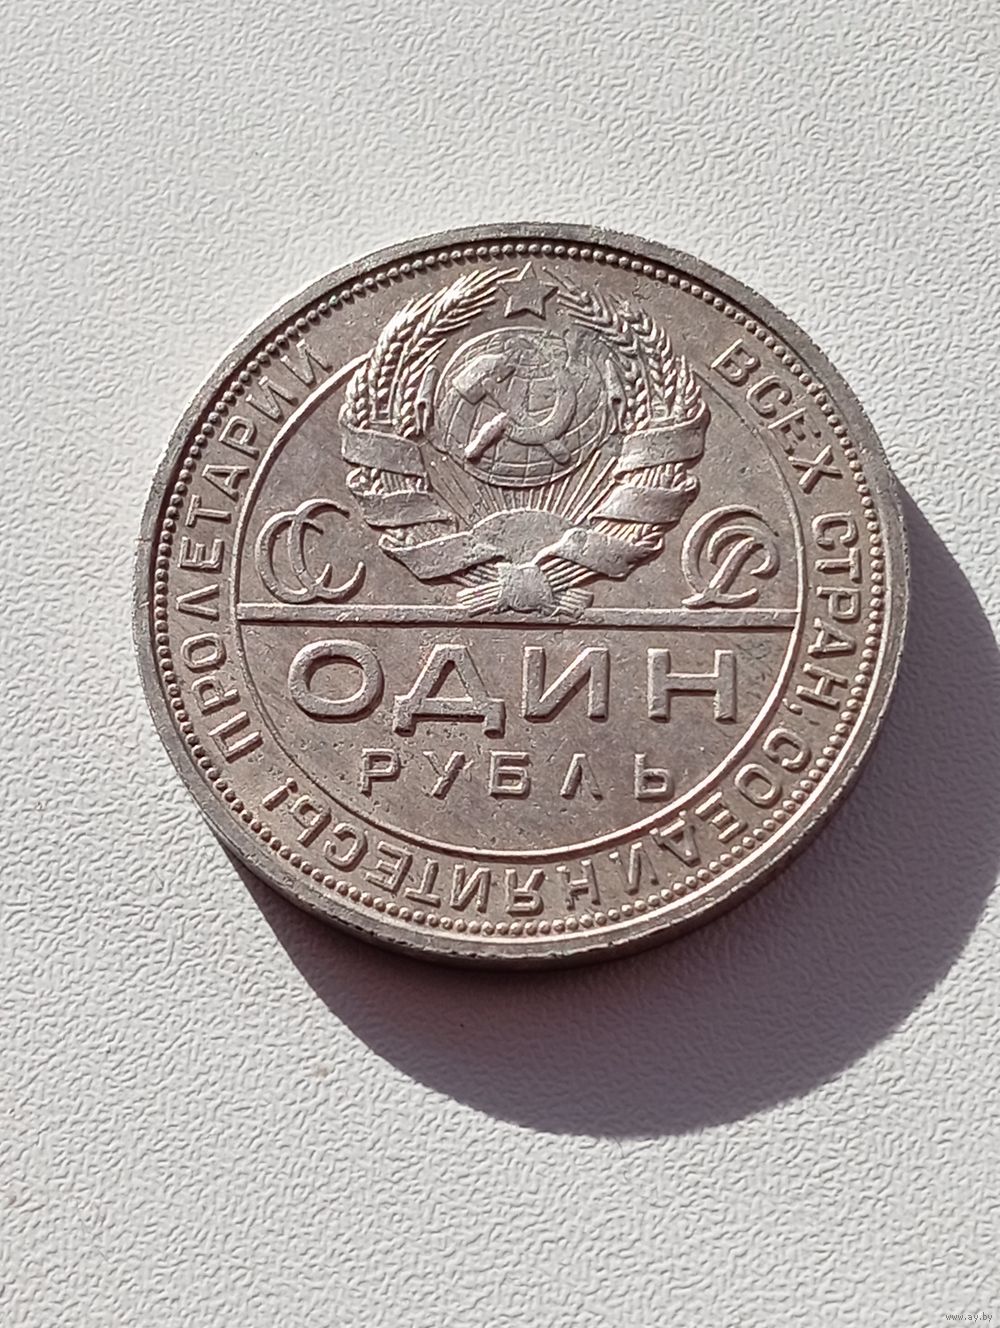 ПРОЛЕТАРИИ ВСЕХ СТРАН, СОЕДИНЯЙТЕСЬ!
СССР
ОДИН
РУБЛЬ
www.ay.by